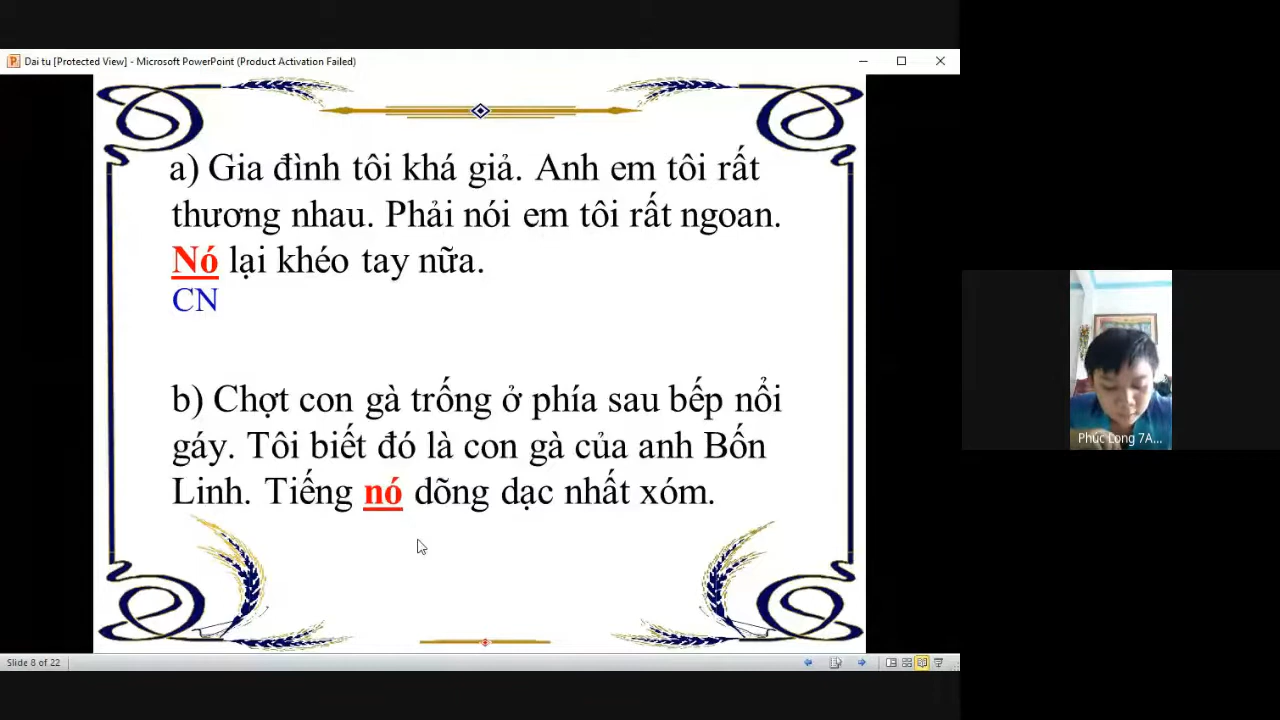 Dai tu [Protected View] - Microsoft PowerPoint (Product Activation Failed)
a) Gia đình tôi khá giả. Anh em tôi rất
thương nhau. Phải nói em tôi rất ngoan.
Nó lại khéo tay nữa.
CN
b) Chợt con gà trống ở phía sau bếp nổi
gáy. Tôi biết đó là con gà của anh Bốn
Linh. Tiếng nó dõng dạc nhất xóm.
Phúc Long 7A...
Slide 8 of 22